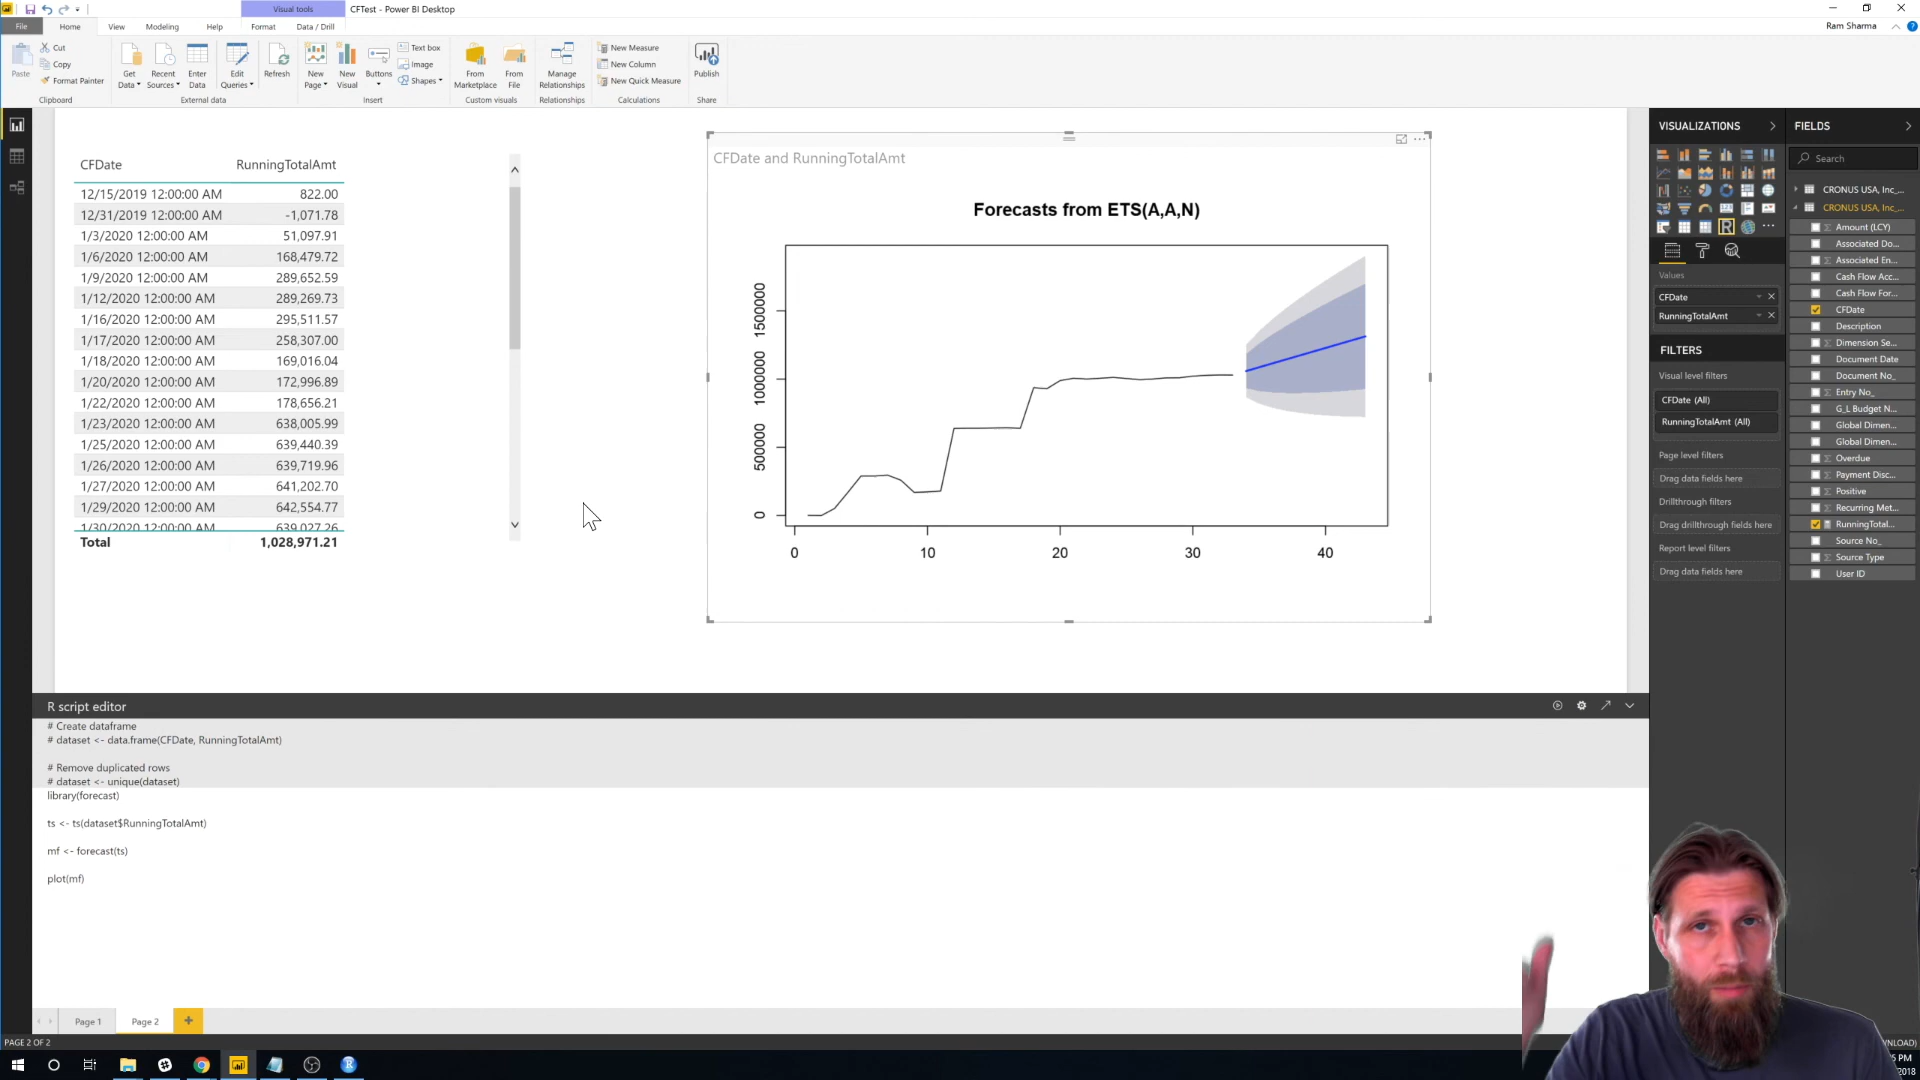 Visual tools
CFTest - Power BI Desktop
File
Home
View
Modeling
Help
Format
Data / Drill
Ram Sharma
Paste
Cut
Copy
Format Painter
Clipboard
Get Data
Recent Sources
Enter Data
Edit Queries
Refresh
External data
New Page
New Visual
Buttons
Text box
Image
Shapes
Insert
From Marketplace
From File
Custom visuals
Manage Relationships
Relationships
New Measure
New Column
New Quick Measure
Calculations
Publish
Share
CFDate RunningTotalAmt
12/15/2019 12:00:00 AM 822.00
12/31/2019 12:00:00 AM -1,071.78
1/3/2020 12:00:00 AM 51,097.91
1/6/2020 12:00:00 AM 168,479.72
1/9/2020 12:00:00 AM 289,652.59
1/12/2020 12:00:00 AM 289,269.73
1/16/2020 12:00:00 AM 295,511.57
1/17/2020 12:00:00 AM 258,307.00
1/18/2020 12:00:00 AM 169,016.04
1/20/2020 12:00:00 AM 172,996.89
1/22/2020 12:00:00 AM 178,656.21
1/23/2020 12:00:00 AM 638,005.99
1/25/2020 12:00:00 AM 639,440.39
1/26/2020 12:00:00 AM 639,719.96
1/27/2020 12:00:00 AM 641,202.70
1/29/2020 12:00:00 AM 642,554.77
1/30/2020 12:00:00 AM 639,027.26
Total 1,028,971.21
CFDate and RunningTotalAmt
Forecasts from ETS(A,A,N)
1500000
1000000
500000
0
0 10 20 30 40
VISUALIZATIONS
R
Values
CFDate
RunningTotalAmt
FILTERS
Visual level filters
CFDate (All)
RunningTotalAmt (All)
Page level filters
Drag data fields here
Drillthrough filters
Drag drillthrough fields here
Report level filters
Drag data fields here
FIELDS
Search
CRONUS USA, Inc_...
CRONUS USA, Inc_...
Amount (LCY)
Associated Do...
Associated En...
Cash Flow Acc...
Cash Flow For...
CFDate
Description
Dimension Se...
Document Date
Document No_
Entry No_
G_L Budget N...
Global Dimen...
Global Dimen...
Overdue
Payment Disc...
Positive
Recurring Met...
RunningTotal...
Source No_
Source Type
User ID
R script editor
# Create dataframe
# dataset <- data.frame(CFDate, RunningTotalAmt)
# Remove duplicated rows
# dataset <- unique(dataset)
library(forecast)
ts <- ts(dataset$RunningTotalAmt)
mf <- forecast(ts)
plot(mf)
Page 1
Page 2
PAGE 2 OF 2
PM
2018